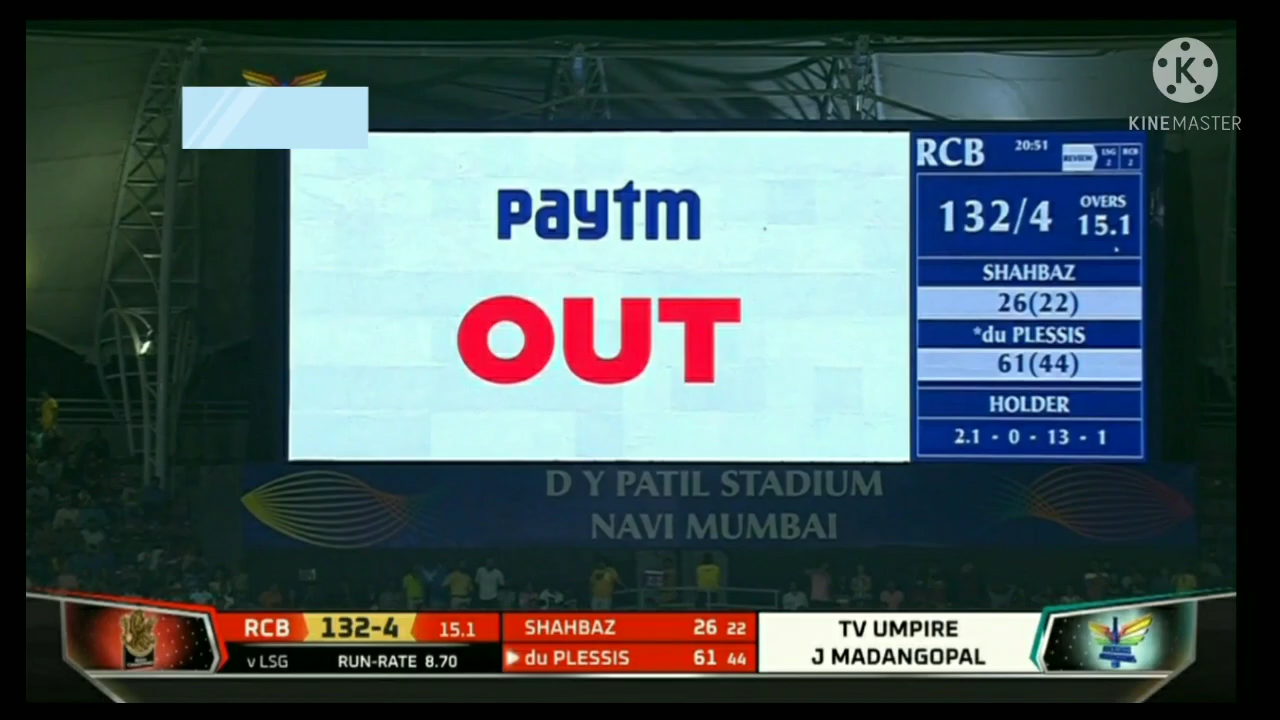 K
KINEMASTER
paytm
OUT
RCB 20:51
REVIEW LSG RCB
2 2
132/4 OVERS
15.1
SHAHBAZ
26(22)
*du PLESSIS
61(44)
HOLDER
2.1 - 0 - 13 - 1
D Y PATIL STADIUM
NAVI MUMBAI
RCB 132-4 15.1
v LSG RUN-RATE 8.70
SHAHBAZ 26 22
du PLESSIS 61 44
TV UMPIRE
J MADANGOPAL